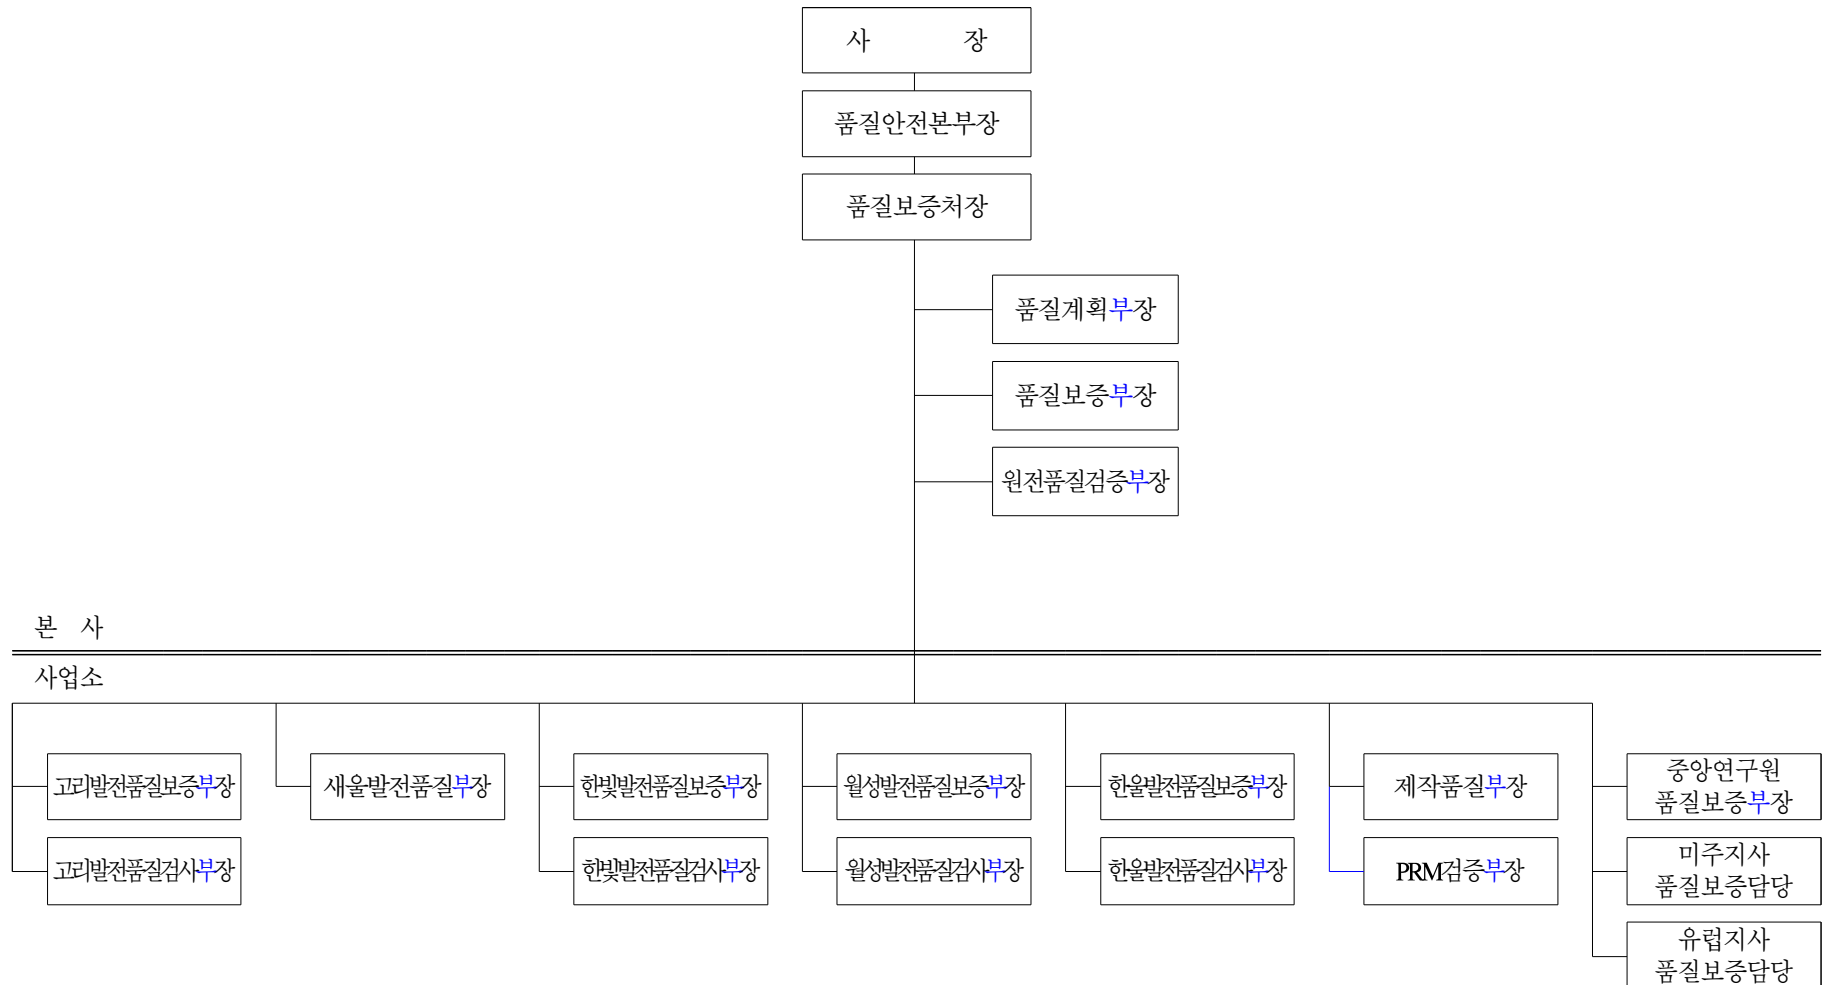 사 장
품질안전본부장
품질보증처장
품질계획부장
품질보증부장
원전품질검증부장
본 사
사업소
고리발전품질보증부장
새울발전품질부장
한빛발전품질보증부장
월성발전품질보증부장
한울발전품질보증부장
제작품질부장
중앙연구원
품질보증부장
고리발전품질검사부장
한빛발전품질검사부장
월성발전품질검사부장
한울발전품질검사부장
PRM검증부장
미주지사
품질보증담당
유럽지사
품질보증담당